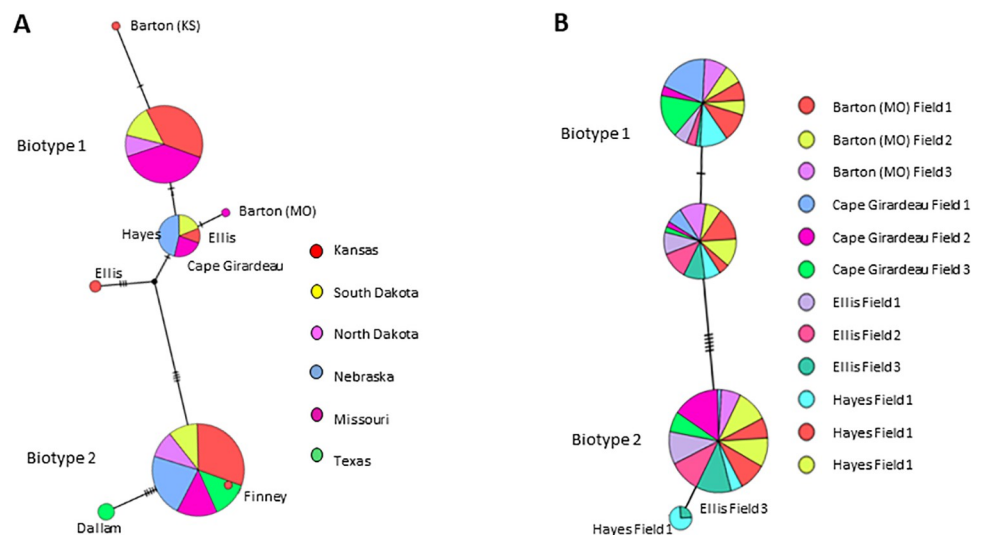 A
Barton (KS)
Biotype 1
Barton (MO)
Hayes
Ellis
Cape Girardeau
Ellis
Biotype 2
Finney
Dallam
Kansas
South Dakota
North Dakota
Nebraska
Missouri
Texas
B
Biotype 1
Biotype 2
Ellis Field 3
Hayes Field 1
Barton (MO) Field 1
Barton (MO) Field 2
Barton (MO) Field 3
Cape Girardeau Field 1
Cape Girardeau Field 2
Cape Girardeau Field 3
Ellis Field 1
Ellis Field 2
Ellis Field 3
Hayes Field 1
Hayes Field 1
Hayes Field 1